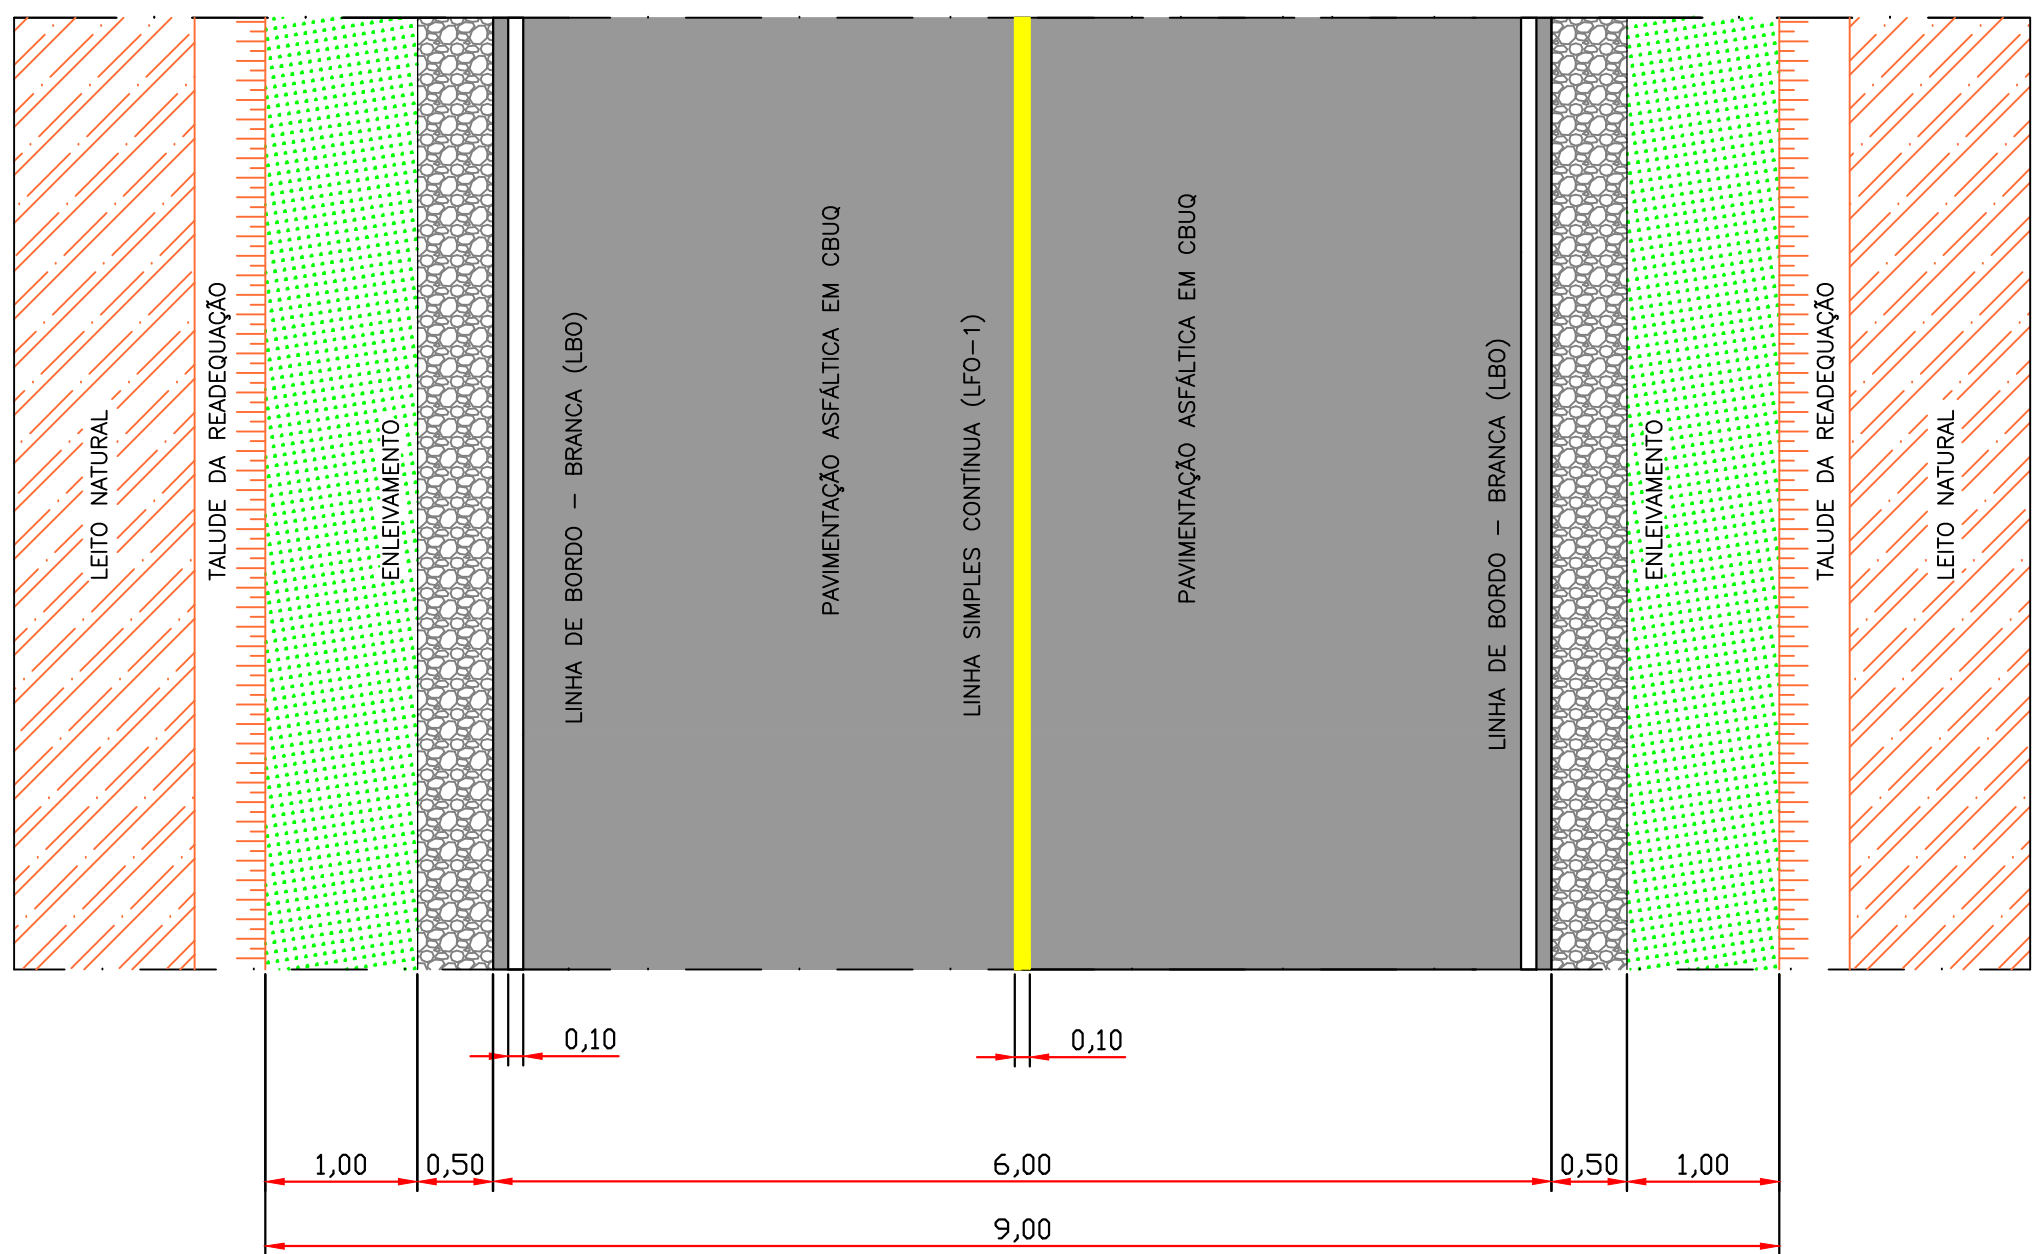 LEITO NATURAL
TALUDE DA READEQUAÇÃO
ENLEIVAMENTO
LINHA DE BORDO - BRANCA (LBO)
PAVIMENTAÇÃO ASFÁLTICA EM CBUQ
LINHA SIMPLES CONTÍNUA (LFO-1)
PAVIMENTAÇÃO ASFÁLTICA EM CBUQ
LINHA DE BORDO - BRANCA (LBO)
ENLEIVAMENTO
TALUDE DA READEQUAÇÃO
LEITO NATURAL
0,10
0,10
1,00
0,50
6,00
0,50
1,00
9,00